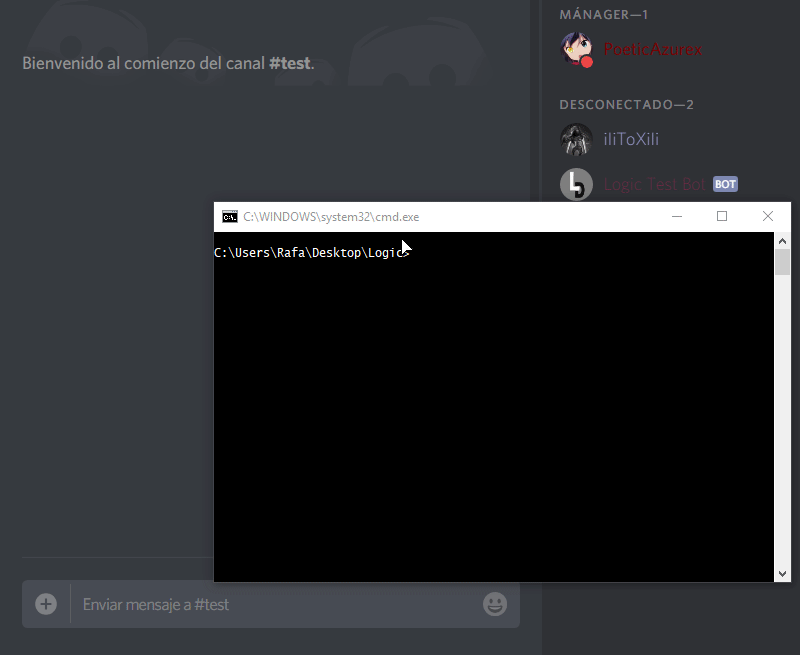 Bienvenido al comienzo del canal #test.
MÁNAGER—1
PoeticAzurex
DESCONECTADO—2
iliToXili
Logic Test Bot BOT
C:\WINDOWS\system32\cmd.exe
C:\Users\Rafa\Desktop\Logic>
Enviar mensaje a #test